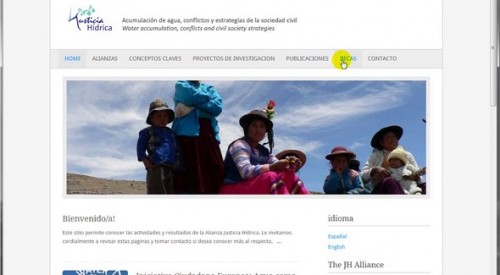 Justicia
Hídrica
Acumulación de agua, conflictos y estrategias de la sociedad civil
Water accumulation, conflicts and civil society strategies
HOME ALIANZAS CONCEPTOS CLAVES PROYECTOS DE INVESTIGACION PUBLICACIONES BECAS CONTACTO
Bienvenido/a!
Este sitio permite conocer las actividades y resultados de la Alianza Justicia Hídrica. Le invitamos
cordialmente a revisar estas paginas y tomar contacto si desea conocer más al respecto. ...
idioma
Español
English
The JH Alliance